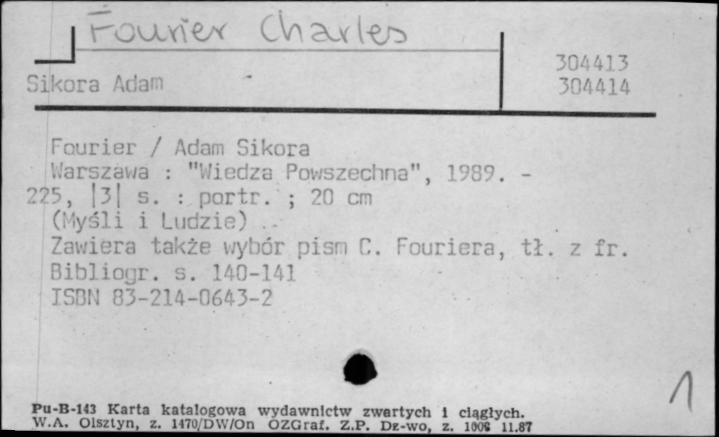 Fourier Charles
304413
Sikora Adam
304414
Fourier / Adam Sikora
Warszawa : "Wiedza Powszechna", 1989. -
225, |3| s. : portr. ; 20 cm
(Myśli i Ludzie)
Zawiera także wybór pism C. Fouriera, tł. z fr.
Bibliogr. s. 140-141
ISBN 83-214-0643-2
1
Pu-B-143 Karta katalogowa wydawnictw zwartych i ciągłych.
W.A. Olsztyn, z. 1470/DW/On OZGraf. Z.P. Dz-wo, z. 1006 11.87